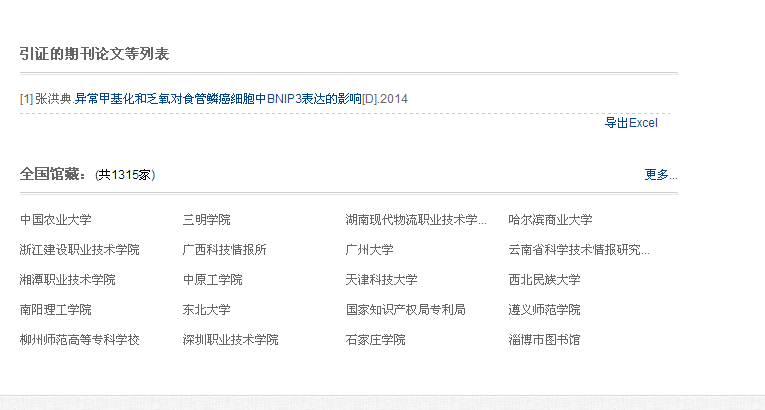 引证的期刊论文等列表
[1] 张洪典.异常甲基化和乏氧对食管鳞癌细胞中BNIP3表达的影响[D].2014
导出Excel
全国馆藏：(共1315家) 更多...
中国农业大学 三明学院 湖南现代物流职业技术学... 哈尔滨商业大学
浙江建设职业技术学院 广西科技情报所 广州大学 云南省科学技术情报研究...
湘潭职业技术学院 中原工学院 天津科技大学 西北民族大学
南阳理工学院 东北大学 国家知识产权局专利局 遵义师范学院
柳州师范高等专科学校 深圳职业技术学院 石家庄学院 淄博市图书馆